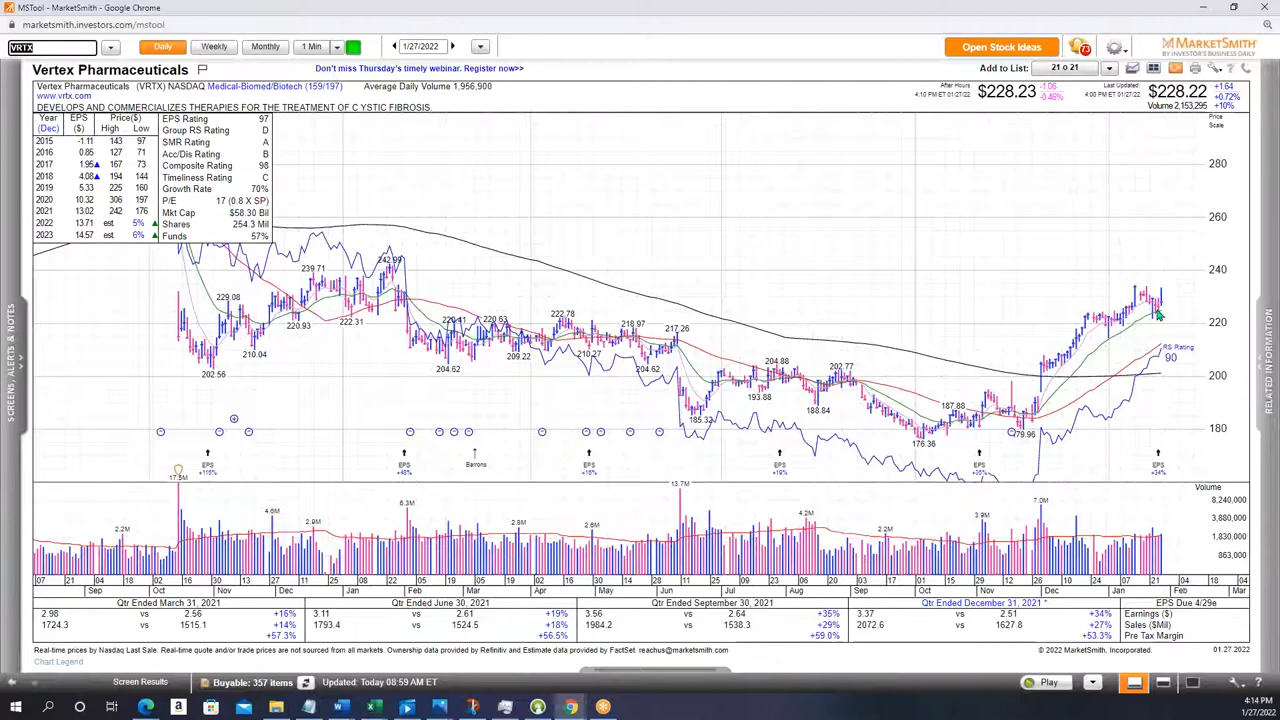 MSTool - MarketSmith - Google Chrome
marketsmith.investors.com/mstool
VRTX Daily Weekly Monthly 1 Min 1/27/2022 Open Stock Ideas 73 MARKETSMITH
Vertex Pharmaceuticals Don't miss Thursday's timely webinar. Register now>> Add to List: 21 o 21
Vertex Pharmaceuticals (VRTX) NASDAQ Medical-Biomed/Biotech (159/197) Average Daily Volume 1,956,900
www.vrtx.com
DEVELOPS AND COMMERCIALIZES THERAPIES FOR THE TREATMENT OF CYSTIC FIBROSIS.
After Hours 4:10 PM ET 01/27/22 $228.23 -1.06 -0.46%
Last Updated: 4:00 PM ET 01/27/22 $228.22 +1.64 +0.72%
Volume 2,153,295 +10%
Year (Dec) EPS ($) Price($) High Low
2015 -1.11 143 97
2016 0.85 127 71
2017 1.95 167 73
2018 4.08 194 144
2019 5.33 225 160
2020 10.32 306 197
2021 13.02 242 176
2022 13.71 est 5%
2023 14.57 est 6%
EPS Rating 97
Group RS Rating D
SMR Rating A
Acc/Dis Rating B
Composite Rating 98
Timeliness Rating C
Growth Rate 70%
P/E 17 (0.8 X SP)
Mkt Cap $58.30 Bil
Shares 254.3 Mil
Funds 57%
Price Scale
280
260
240
220
200
180
RS Rating
90
229.08 202.56 210.04 220.93 239.71 222.31 242.99 220.41 204.62 220.63 209.22 222.78 210.27 218.97 204.62 217.26 185.32 193.88 204.88 188.84 202.77 176.36 187.88 179.96
EPS +48% Barrons EPS EPS +19% EPS +35% EPS +34%
Volume
8,240,000
3,880,000
1,830,000
863,000
17.5M 2.2M 4.6M 2.9M 6.3M 2.8M 2.6M 13.7M 4.2M 2.2M 3.9M 7.0M
07 21 04 18 02 16 30 13 27 11 25 08 22 05 19 05 19 02 16 30 14 28 11 25 09 23 06 20 03 17 01 15 29 12 26 10 24 07 21 04 18 04
Sep Oct Nov Dec Jan Feb Mar Apr May Jun Jul Aug Sep Oct Nov Dec Jan Feb Mar
Qtr Ended March 31, 2021 Qtr Ended June 30, 2021 Qtr Ended September 30, 2021 Qtr Ended December 31, 2021 * EPS Due 4/29e
2.98 vs 2.56 +16% 3.11 vs 2.61 +19% 3.56 vs 2.64 +35% 3.37 vs 2.51 +34% Earnings ($)
1724.3 vs 1515.1 +14% 1793.4 vs 1524.5 +18% 1984.2 vs 1538.3 +29% 2072.6 vs 1627.8 +27% Sales ($Mil)
+57.3% +56.5% +59.0% +53.3% Pre Tax Margin
Real-time prices by Nasdaq Last Sale. Real-time quote and/or trade prices are not sourced from all markets. Ownership data provided by Refinitiv and Estimate data provided by FactSet. reachus@marketsmith.com © 2022 MarketSmith, Incorporated. 01.27.2022
Chart Legend
SCREENS, ALERTS & NOTES
RELATED INFORMATION
Screen Results Buyable: 357 items Updated: Today 08:59 AM ET Play
4:14 PM
1/27/2022